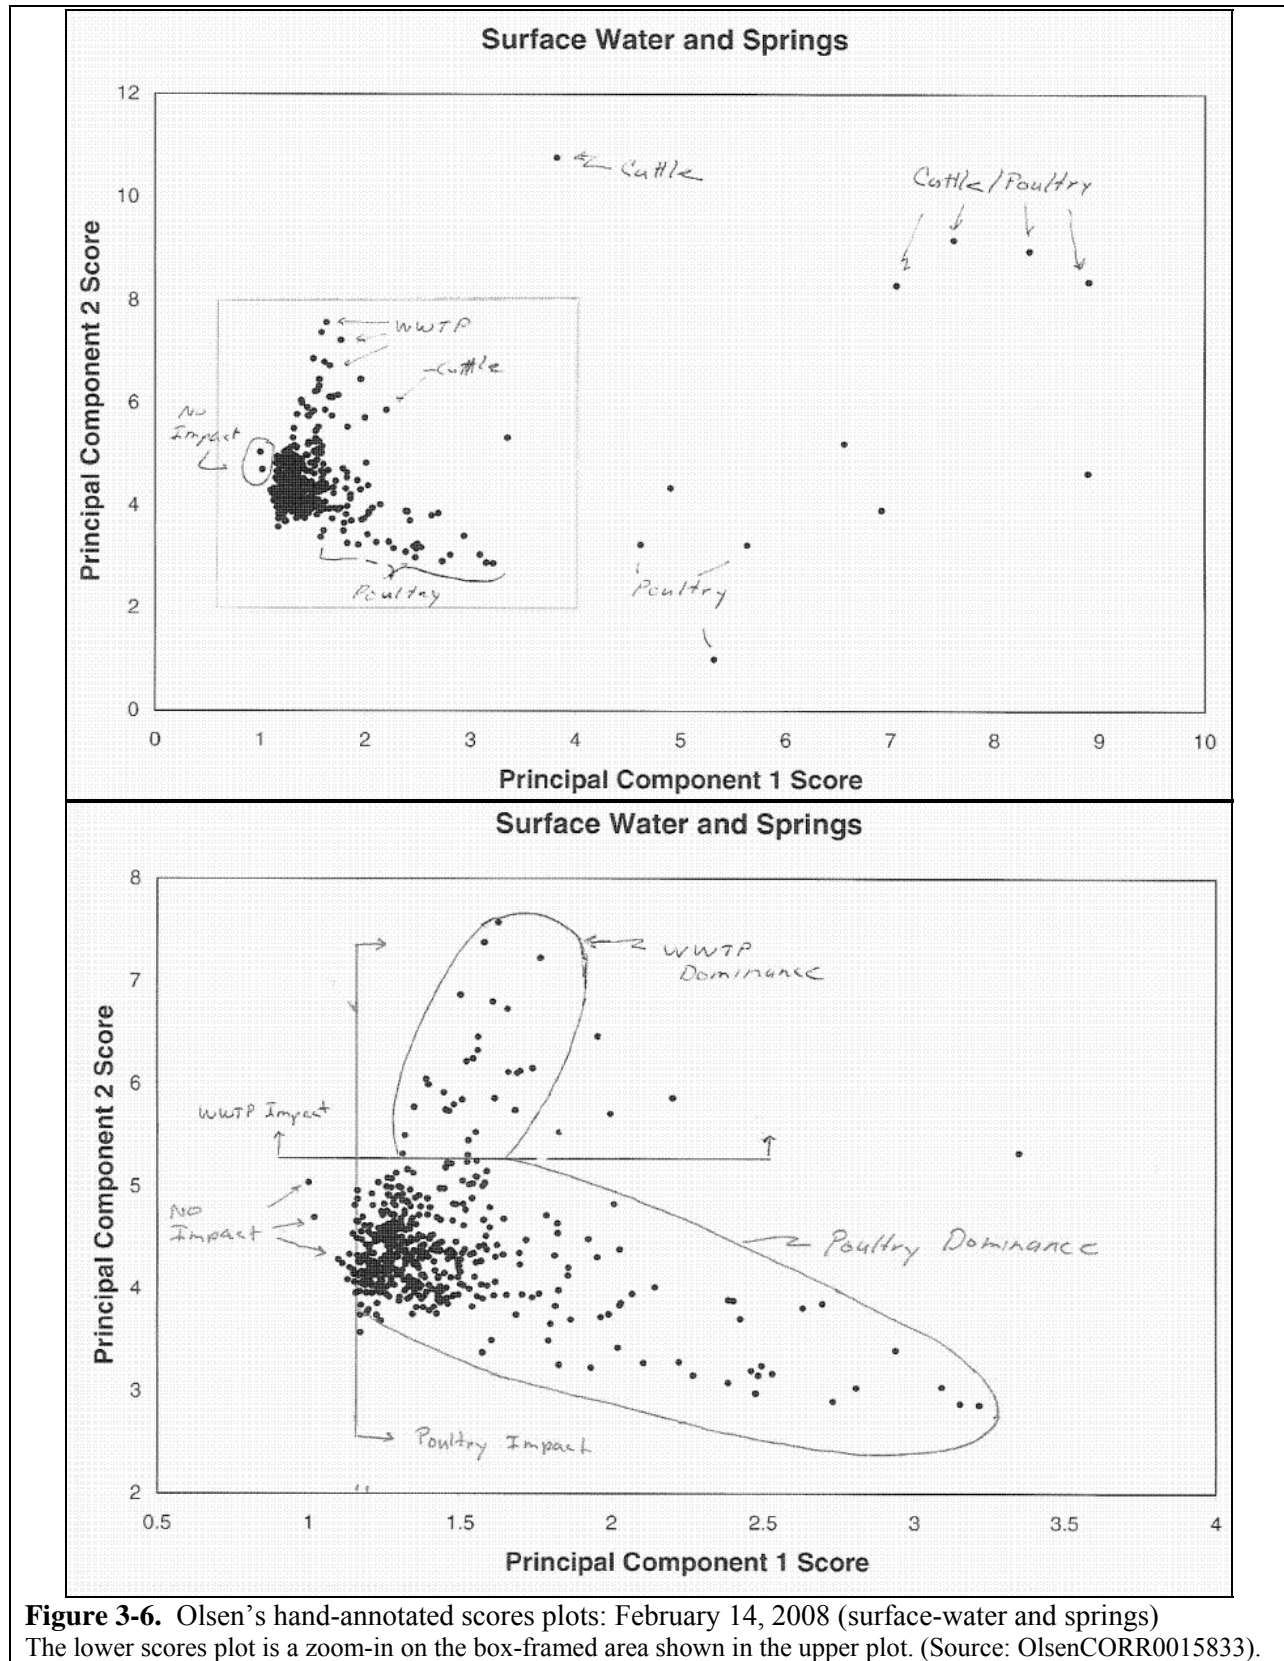 Surface Water and Springs
Principal Component 2 Score
12
10
8
6
4
2
0
Cattle
Cattle/Poultry
WWTP
Cattle
No
Impact
Poultry
Poultry
0 1 2 3 4 5 6 7 8 9 10
Principal Component 1 Score
Surface Water and Springs
Principal Component 2 Score
8
7
6
5
4
3
2
WWTP
Dominance
WWTP Impact
No
Impact
Poultry Dominance
Poultry Impact
0.5 1 1.5 2 2.5 3 3.5 4
Principal Component 1 Score
Figure 3-6. Olsen's hand-annotated scores plots: February 14, 2008 (surface-water and springs)
The lower scores plot is a zoom-in on the box-framed area shown in the upper plot. (Source: OlsenCORR0015833).